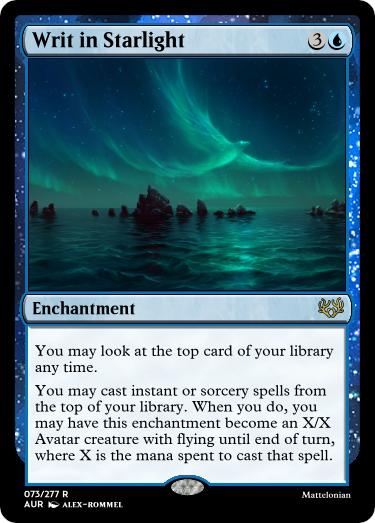 Writ in Starlight
3
Enchantment
You may look at the top card of your library
any time.
You may cast instant or sorcery spells from
the top of your library. When you do, you
may have this enchantment become an X/X
Avatar creature with flying until end of turn,
where X is the mana spent to cast that spell.
073/277 R
AUR ALEX-ROMMEL
Mattelonian